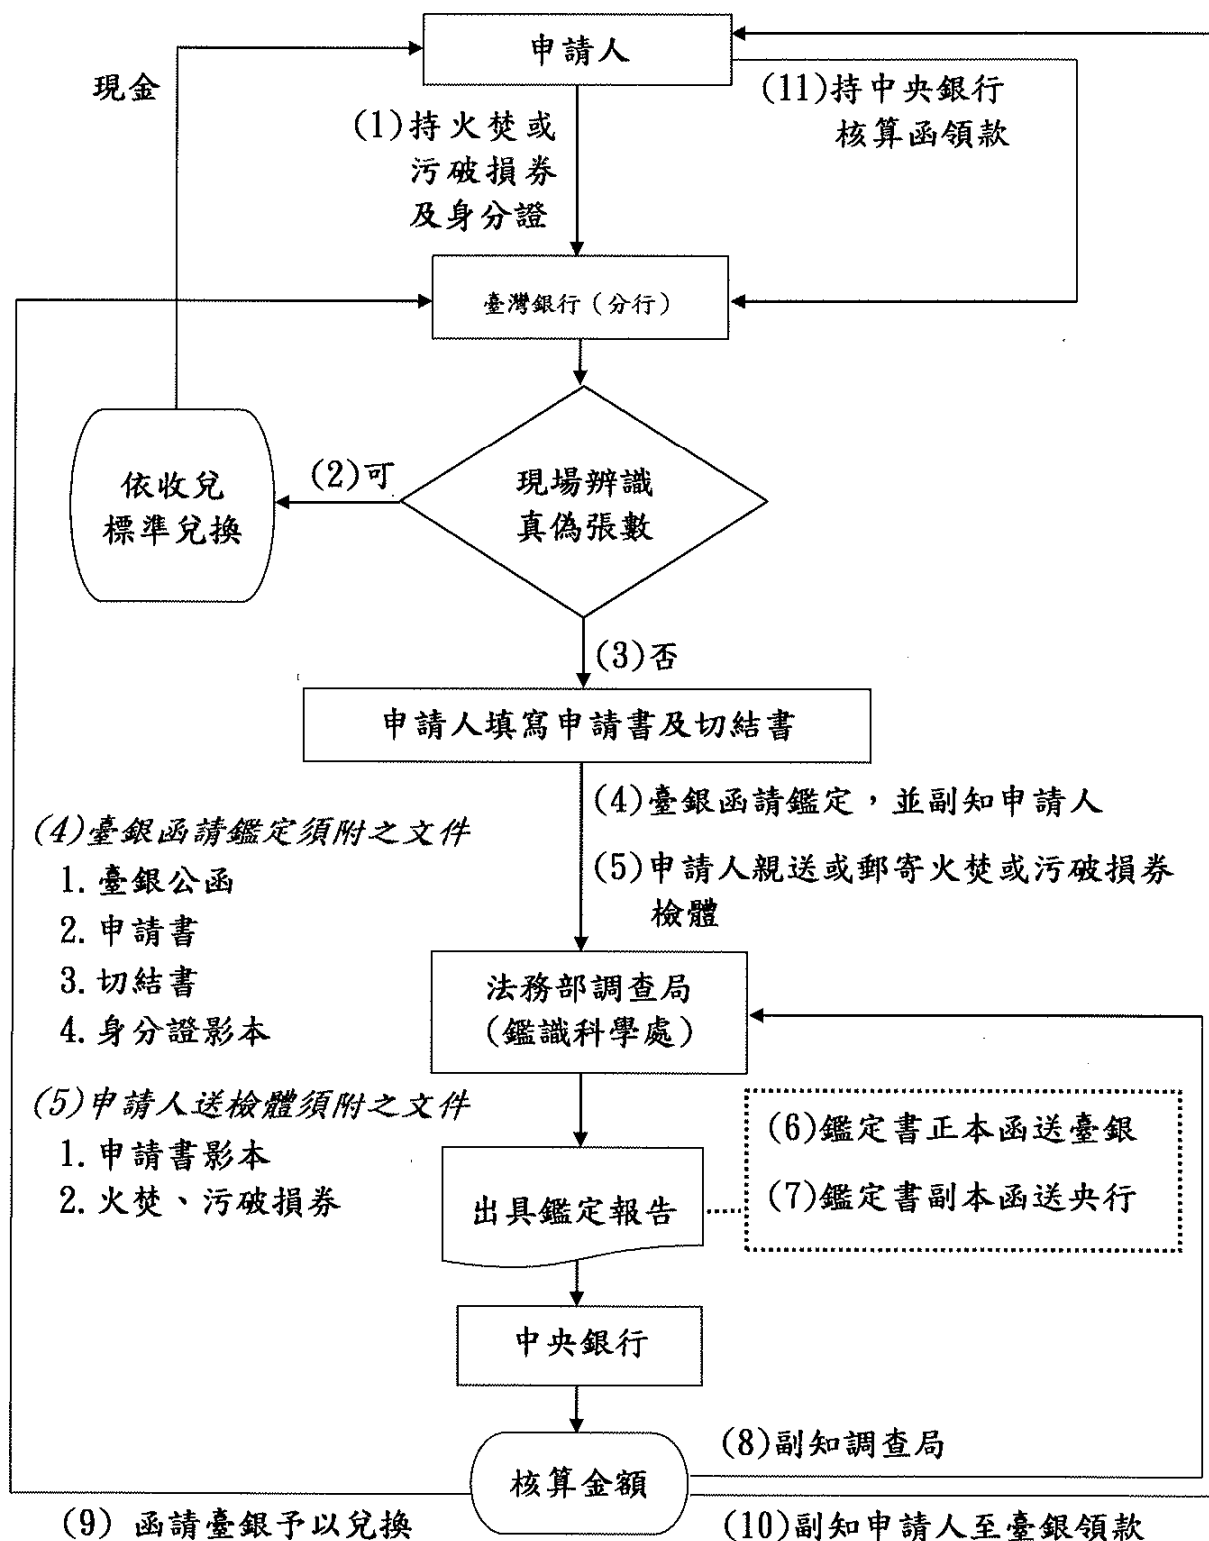 申請人
現金
(11)持中央銀行
核算函領款
(1)持火焚或
污破損券
及身分證
臺灣銀行（分行）
(2)可
依收兌
標準兌換
現場辨識
真偽張數
(3)否
申請人填寫申請書及切結書
(4)臺銀函請鑑定，並副知申請人
(5)申請人親送或郵寄火焚或污破損券
檢體
(4)臺銀函請鑑定須附之文件
1. 臺銀公函
2. 申請書
3. 切結書
4. 身分證影本
(5)申請人送檢體須附之文件
1. 申請書影本
2. 火焚、污破損券
法務部調查局
(鑑識科學處)
(6)鑑定書正本函送臺銀
(7)鑑定書副本函送央行
出具鑑定報告
中央銀行
(8)副知調查局
核算金額
(9) 函請臺銀予以兌換
(10)副知申請人至臺銀領款